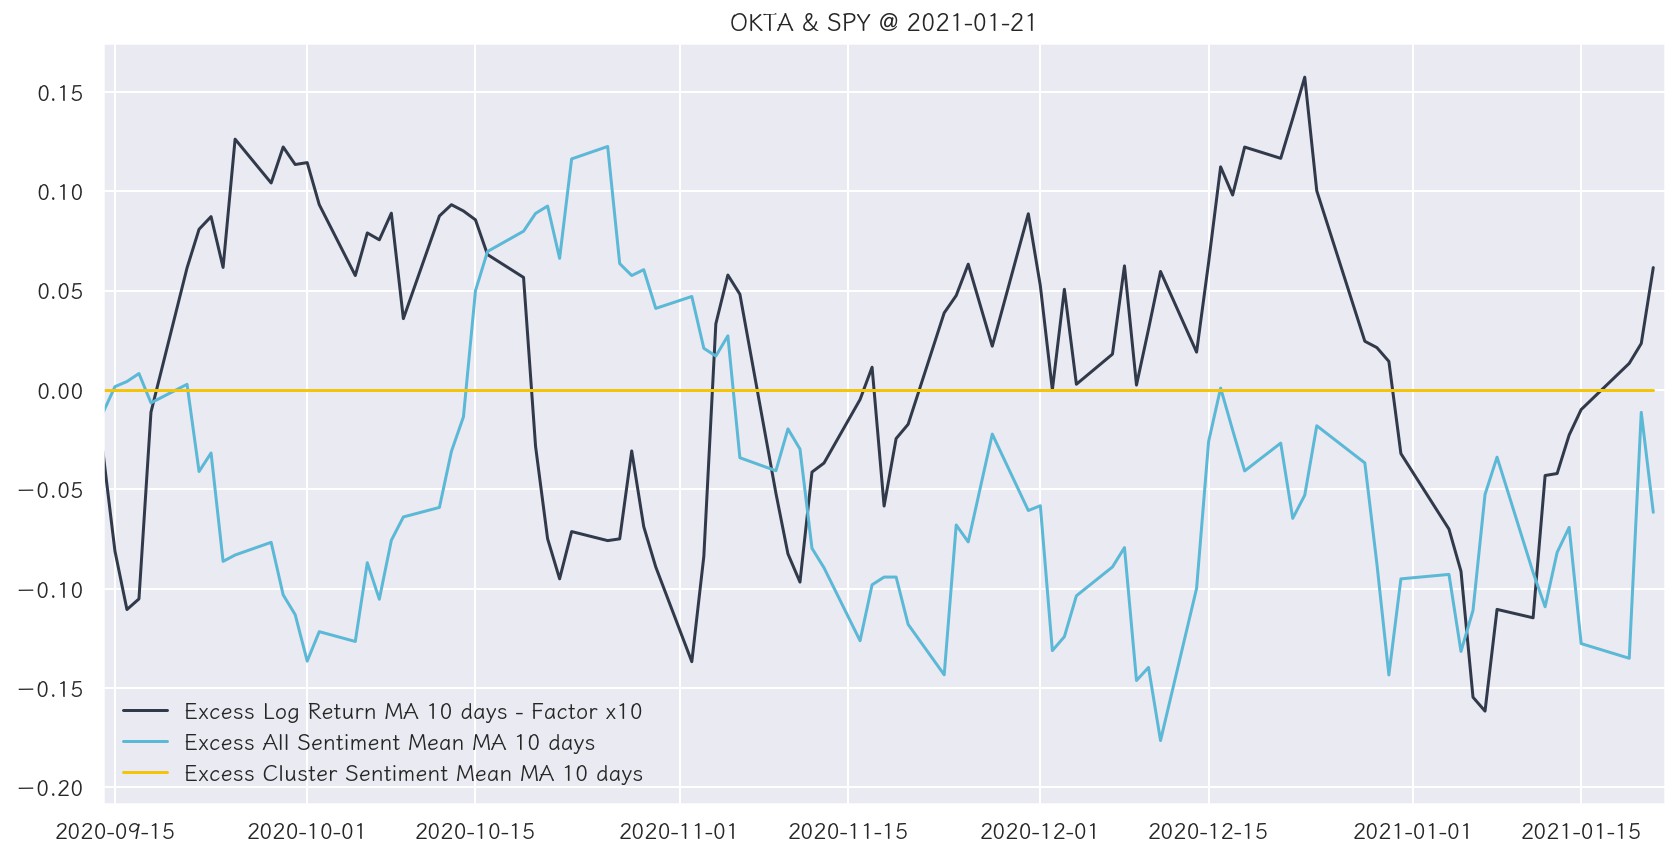 OKTA & SPY @ 2021-01-21
0.15
0.10
0.05
0.00
−0.05
−0.10
−0.15
−0.20
Excess Log Return MA 10 days - Factor x10
Excess All Sentiment Mean MA 10 days
Excess Cluster Sentiment Mean MA 10 days
2020-09-15 2020-10-01 2020-10-15 2020-11-01 2020-11-15 2020-12-01 2020-12-15 2021-01-01 2021-01-15